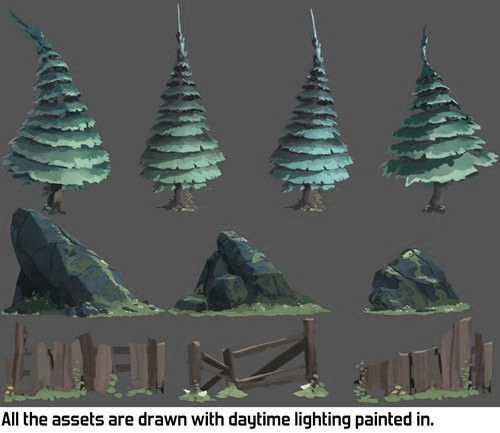 All the assets are drawn with daytime lighting painted in.